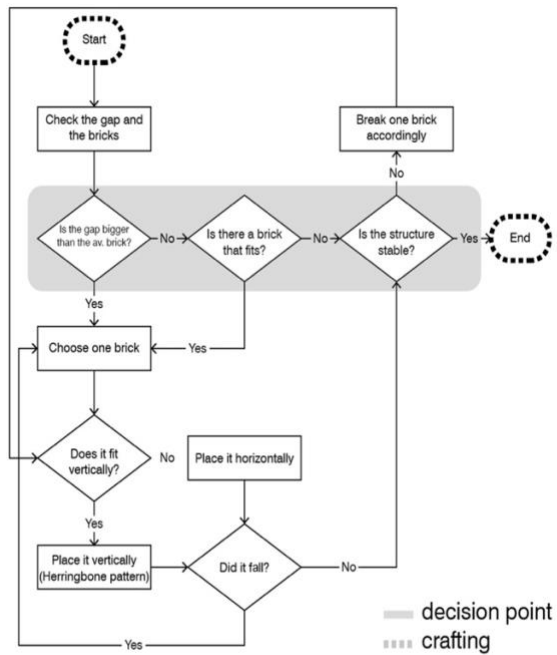 Start
Check the gap and
the bricks
Break one brick
accordingly
No
Is the gap bigger
than the av. brick?
No
Is there a brick
that fits?
No
Is the structure
stable?
Yes
End
Yes
Choose one brick
Yes
Does it fit
vertically?
No
Place it horizontally
Yes
Place it vertically
(Herringbone pattern)
Did it fall?
No
Yes
decision point
crafting